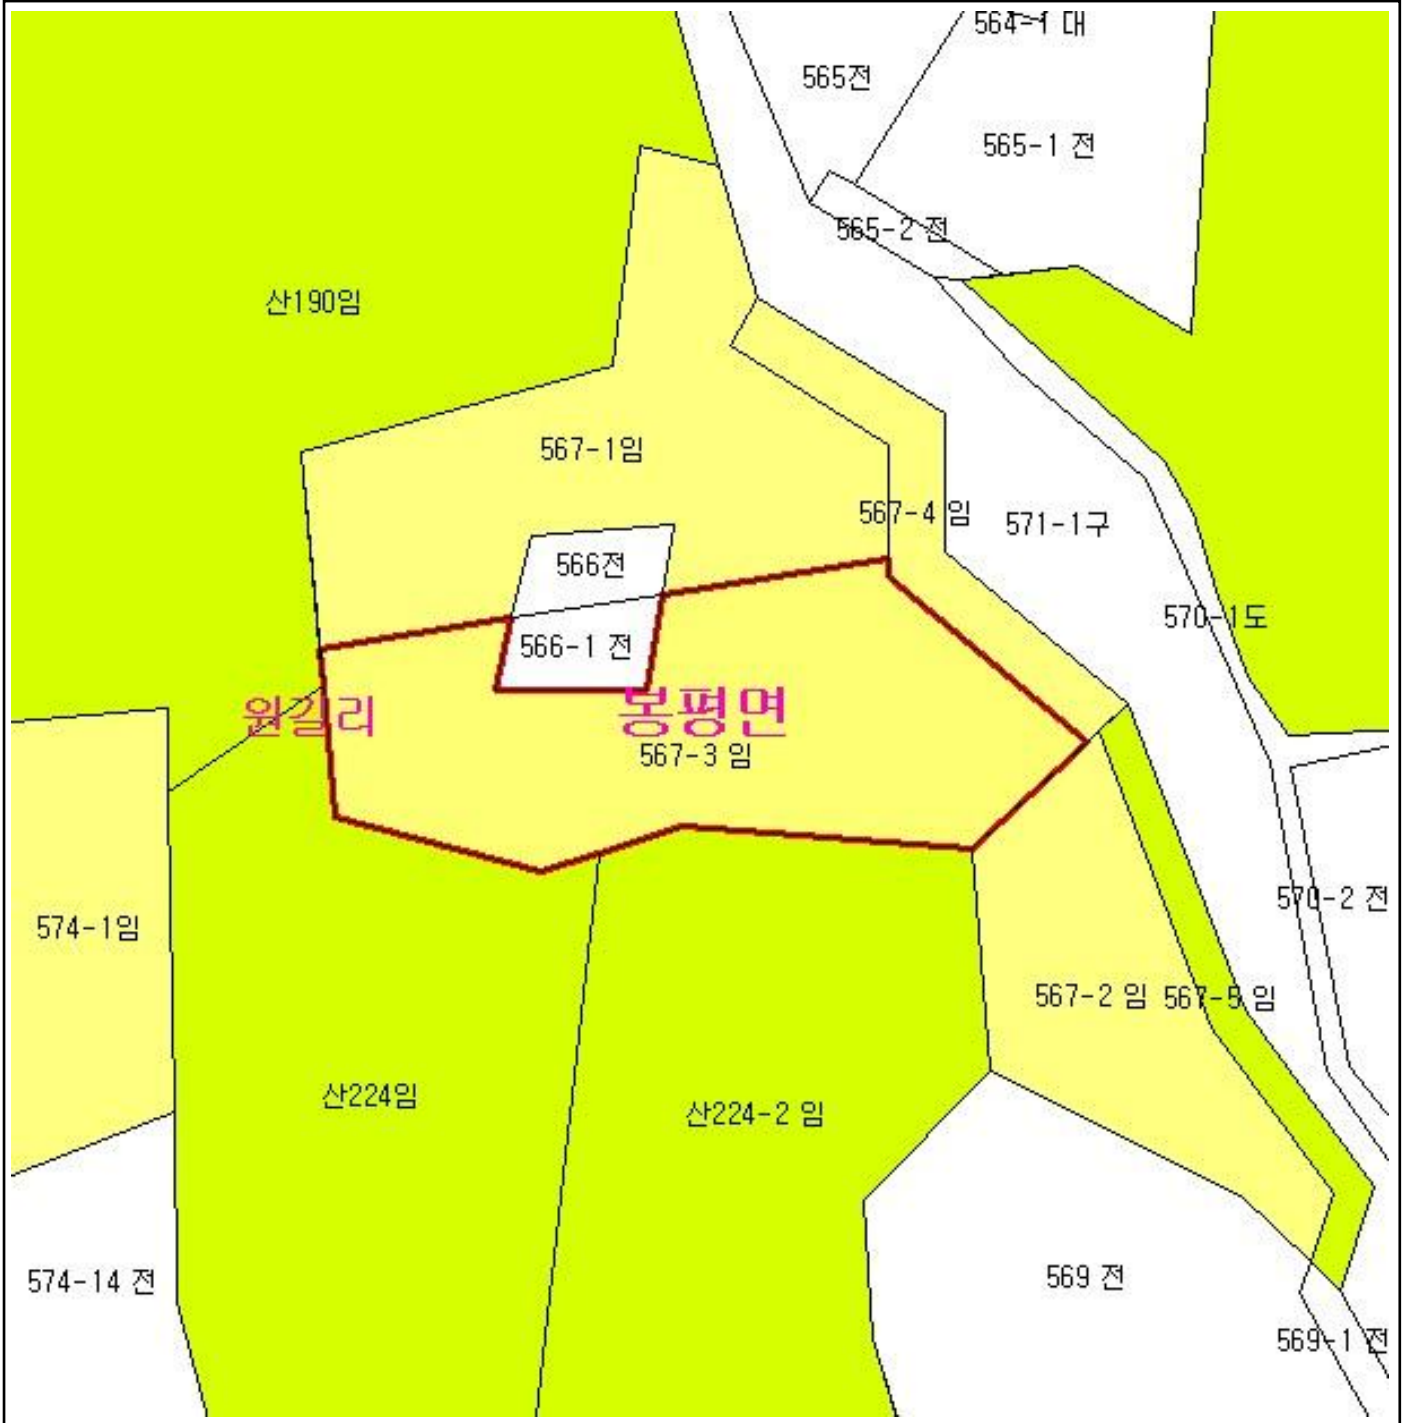 564-1 대
565전
565-1 전
565-2 전
산190임
567-1임
567-4 임
571-1구
566전
570-1도
566-1 전
원길리
봉평면
567-3 임
570-2 전
574-1임
567-2 임
567-5 임
산224임
산224-2 임
574-14 전
569 전
569-1 전